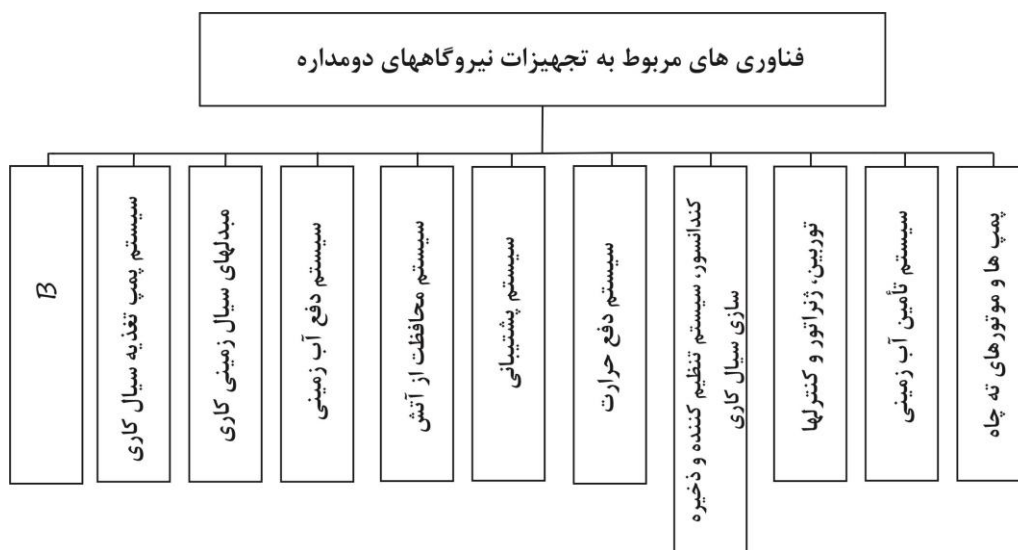 فناوری های مربوط به تجهیزات نیروگاههای دومداره
پمپ ها و موتورهای ته چاه
سیستم تأمین آب زمینی
توربین، ژنراتور و کنترلها
کندانسور، سیستم تنظیم کننده و ذخیره
سازی سیال کاری
سیستم دفع حرارت
سیستم پشتیبانی
سیستم محافظت از آتش
سیستم دفع آب زمینی
مبدلهای سیال زمینی کاری
سیستم پمپ تغذیه سیال کاری
B